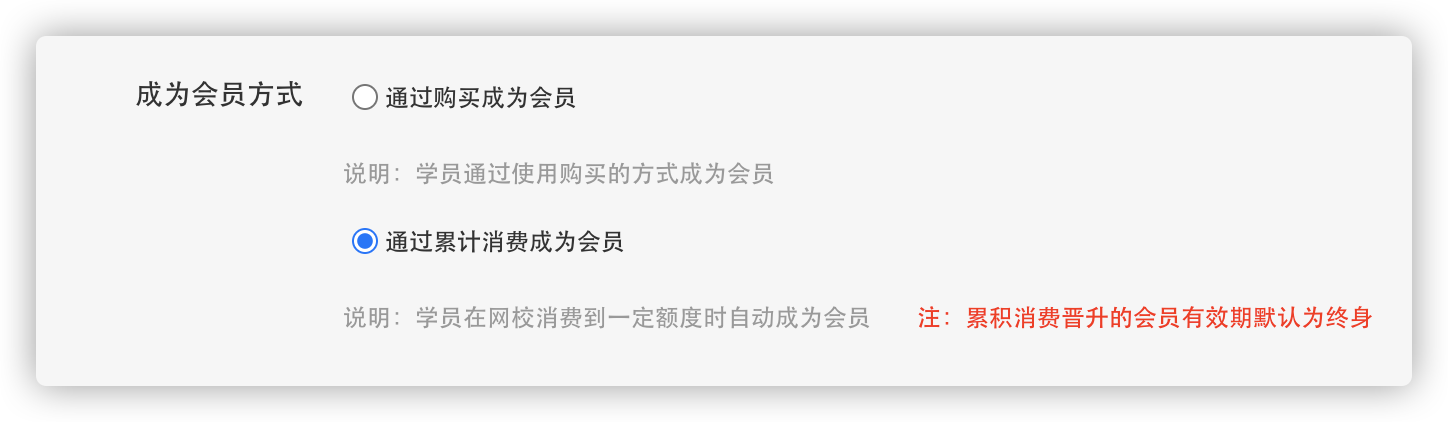 成为会员方式 通过购买成为会员
说明：学员通过使用购买的方式成为会员
通过累计消费成为会员
说明：学员在网校消费到一定额度时自动成为会员 注：累积消费晋升的会员有效期默认为终身